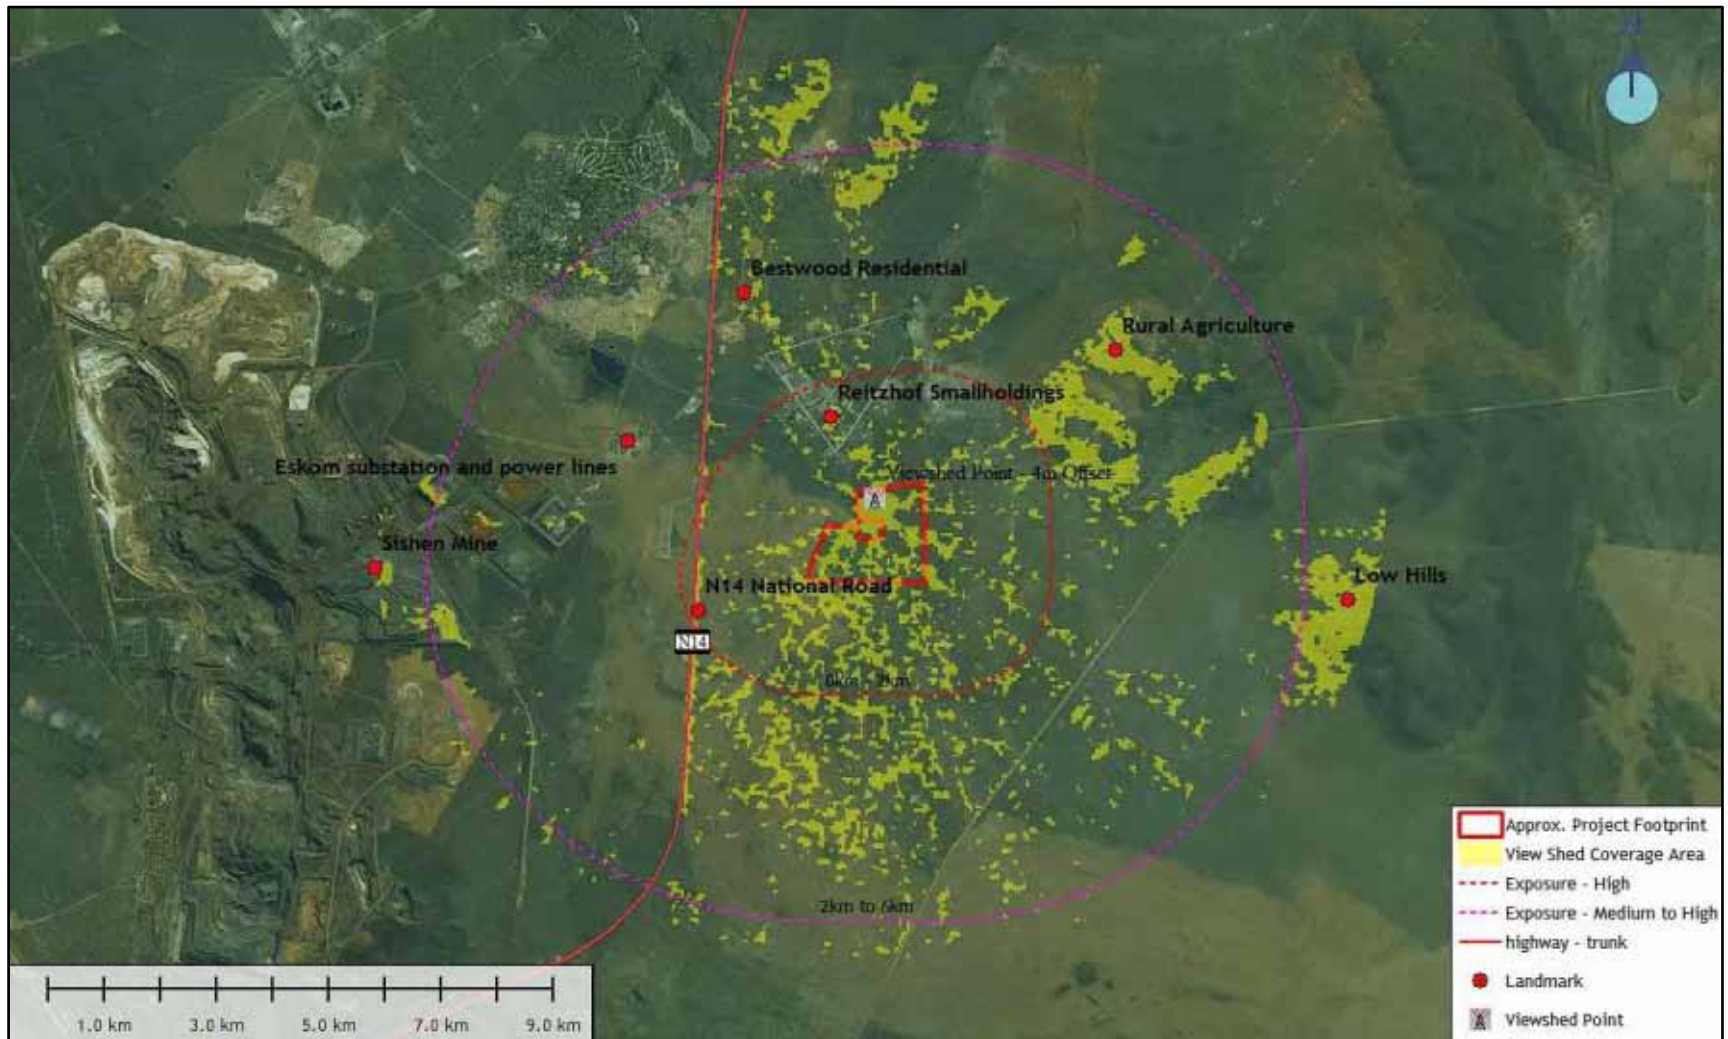 Bestwood Residential
Rural Agriculture
Reitzhof Smallholdings
Eskom substation and power lines
Viewshed Point - 4m Offset
Sishen Mine
Low Hills
N14 National Road
N14
0km - 2km
2km to 6km
Approx. Project Footprint
View Shed Coverage Area
Exposure - High
Exposure - Medium to High
highway - trunk
Landmark
Viewshed Point
1.0 km 3.0 km 5.0 km 7.0 km 9.0 km